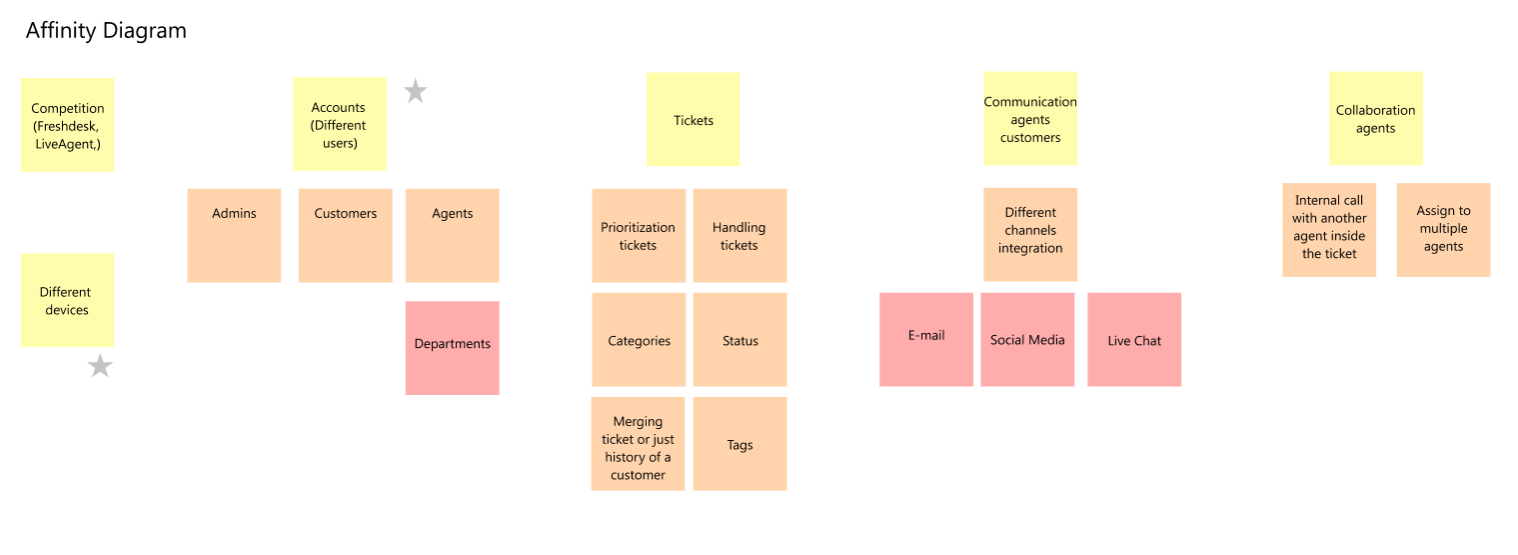 Affinity Diagram
Competition
(Freshdesk,
LiveAgent,)
Accounts
(Different
users)
Tickets
Communication
agents
customers
Collaboration
agents
Admins
Customers
Agents
Prioritization
tickets
Handling
tickets
Different
channels
integration
Internal call
with another
agent inside
the ticket
Assign to
multiple
agents
Different
devices
Departments
Categories
Status
E-mail
Social Media
Live Chat
Merging
ticket or just
history of a
customer
Tags